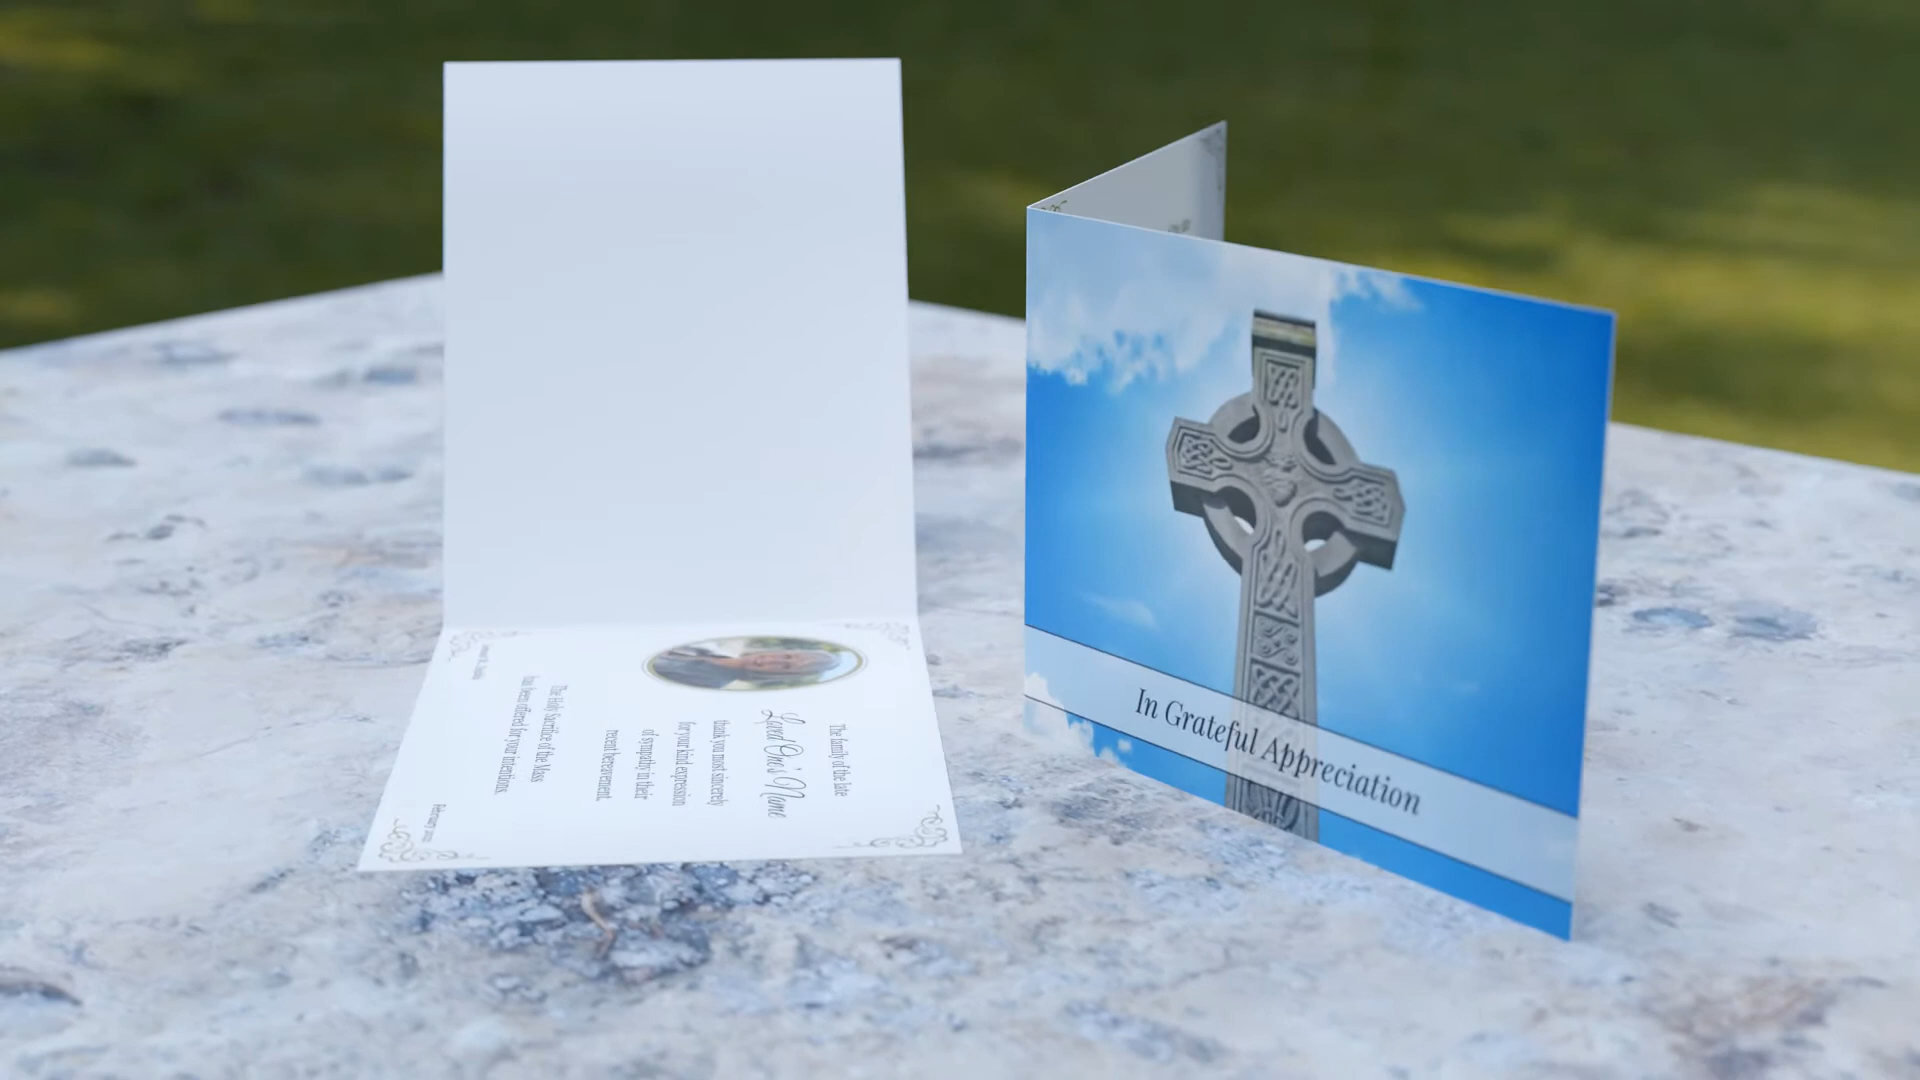 The family of the late
Loved One's Name
thank you most sincerely
for your kind expression
of sympathy in their
recent bereavement.
The Holy Sacrifice of the Mass
has been offered for your intentions.
February
In Grateful Appreciation